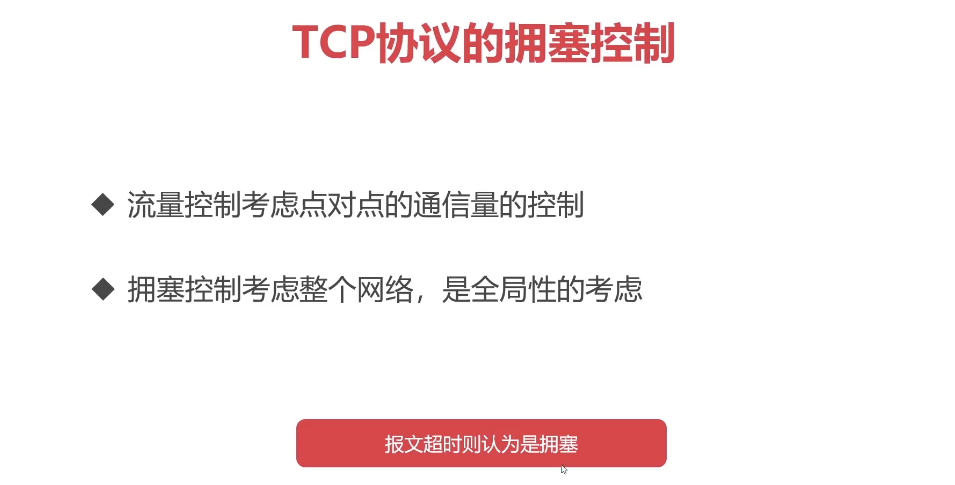 TCP协议的拥塞控制
◆ 流量控制考虑点对点的通信量的控制
◆ 拥塞控制考虑整个网络，是全局性的考虑
报文超时则认为是拥塞